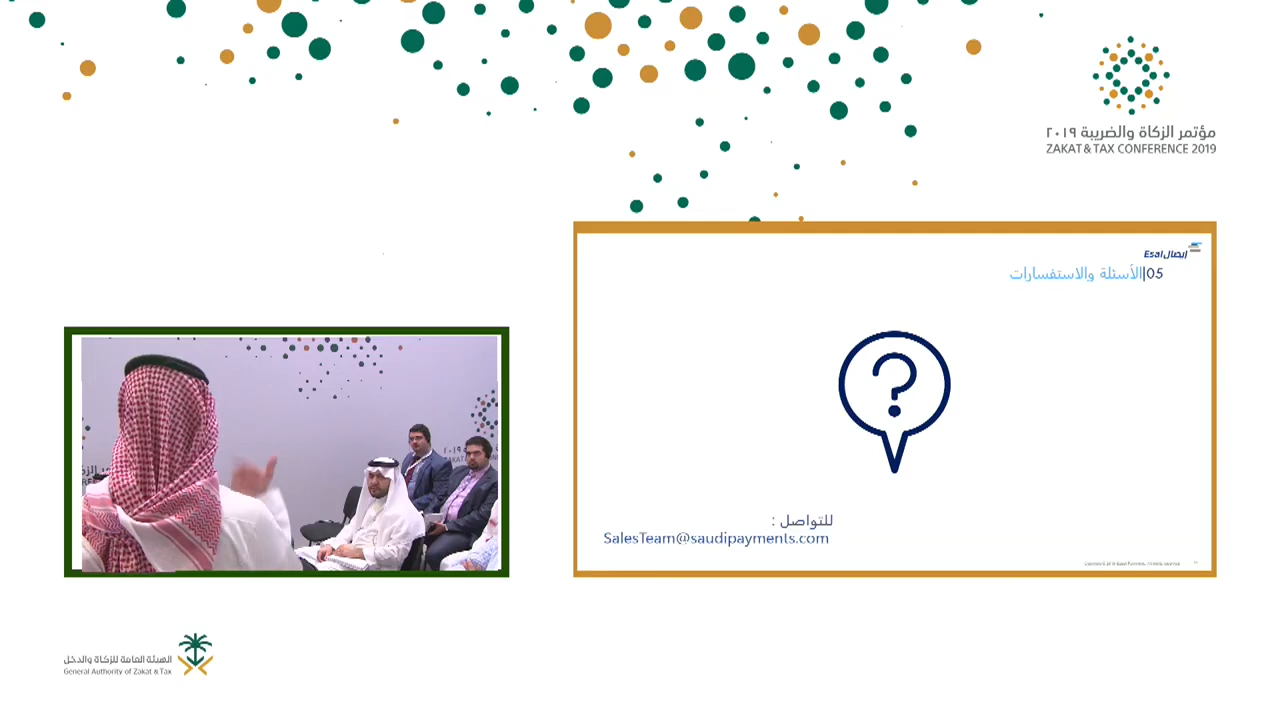 مؤتمر الزكاة والضريبة ٢٠١٩
ZAKAT & TAX CONFERENCE 2019
إيصال Esal
05|الأسئلة والاستفسارات
للتواصل :
SalesTeam@saudipayments.com
الهيئة العامة للزكاة والدخل
General Authority of Zakat & Tax